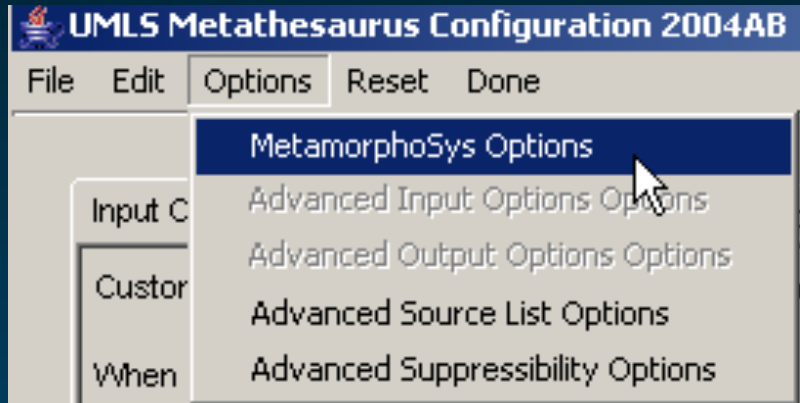 UMLS Metathesaurus Configuration 2004AB
File Edit Options Reset Done
MetamorphoSys Options
Input
Advanced Input Options Options
Advanced Output Options Options
Advanced Source List Options
When
Advanced Suppressibility Options